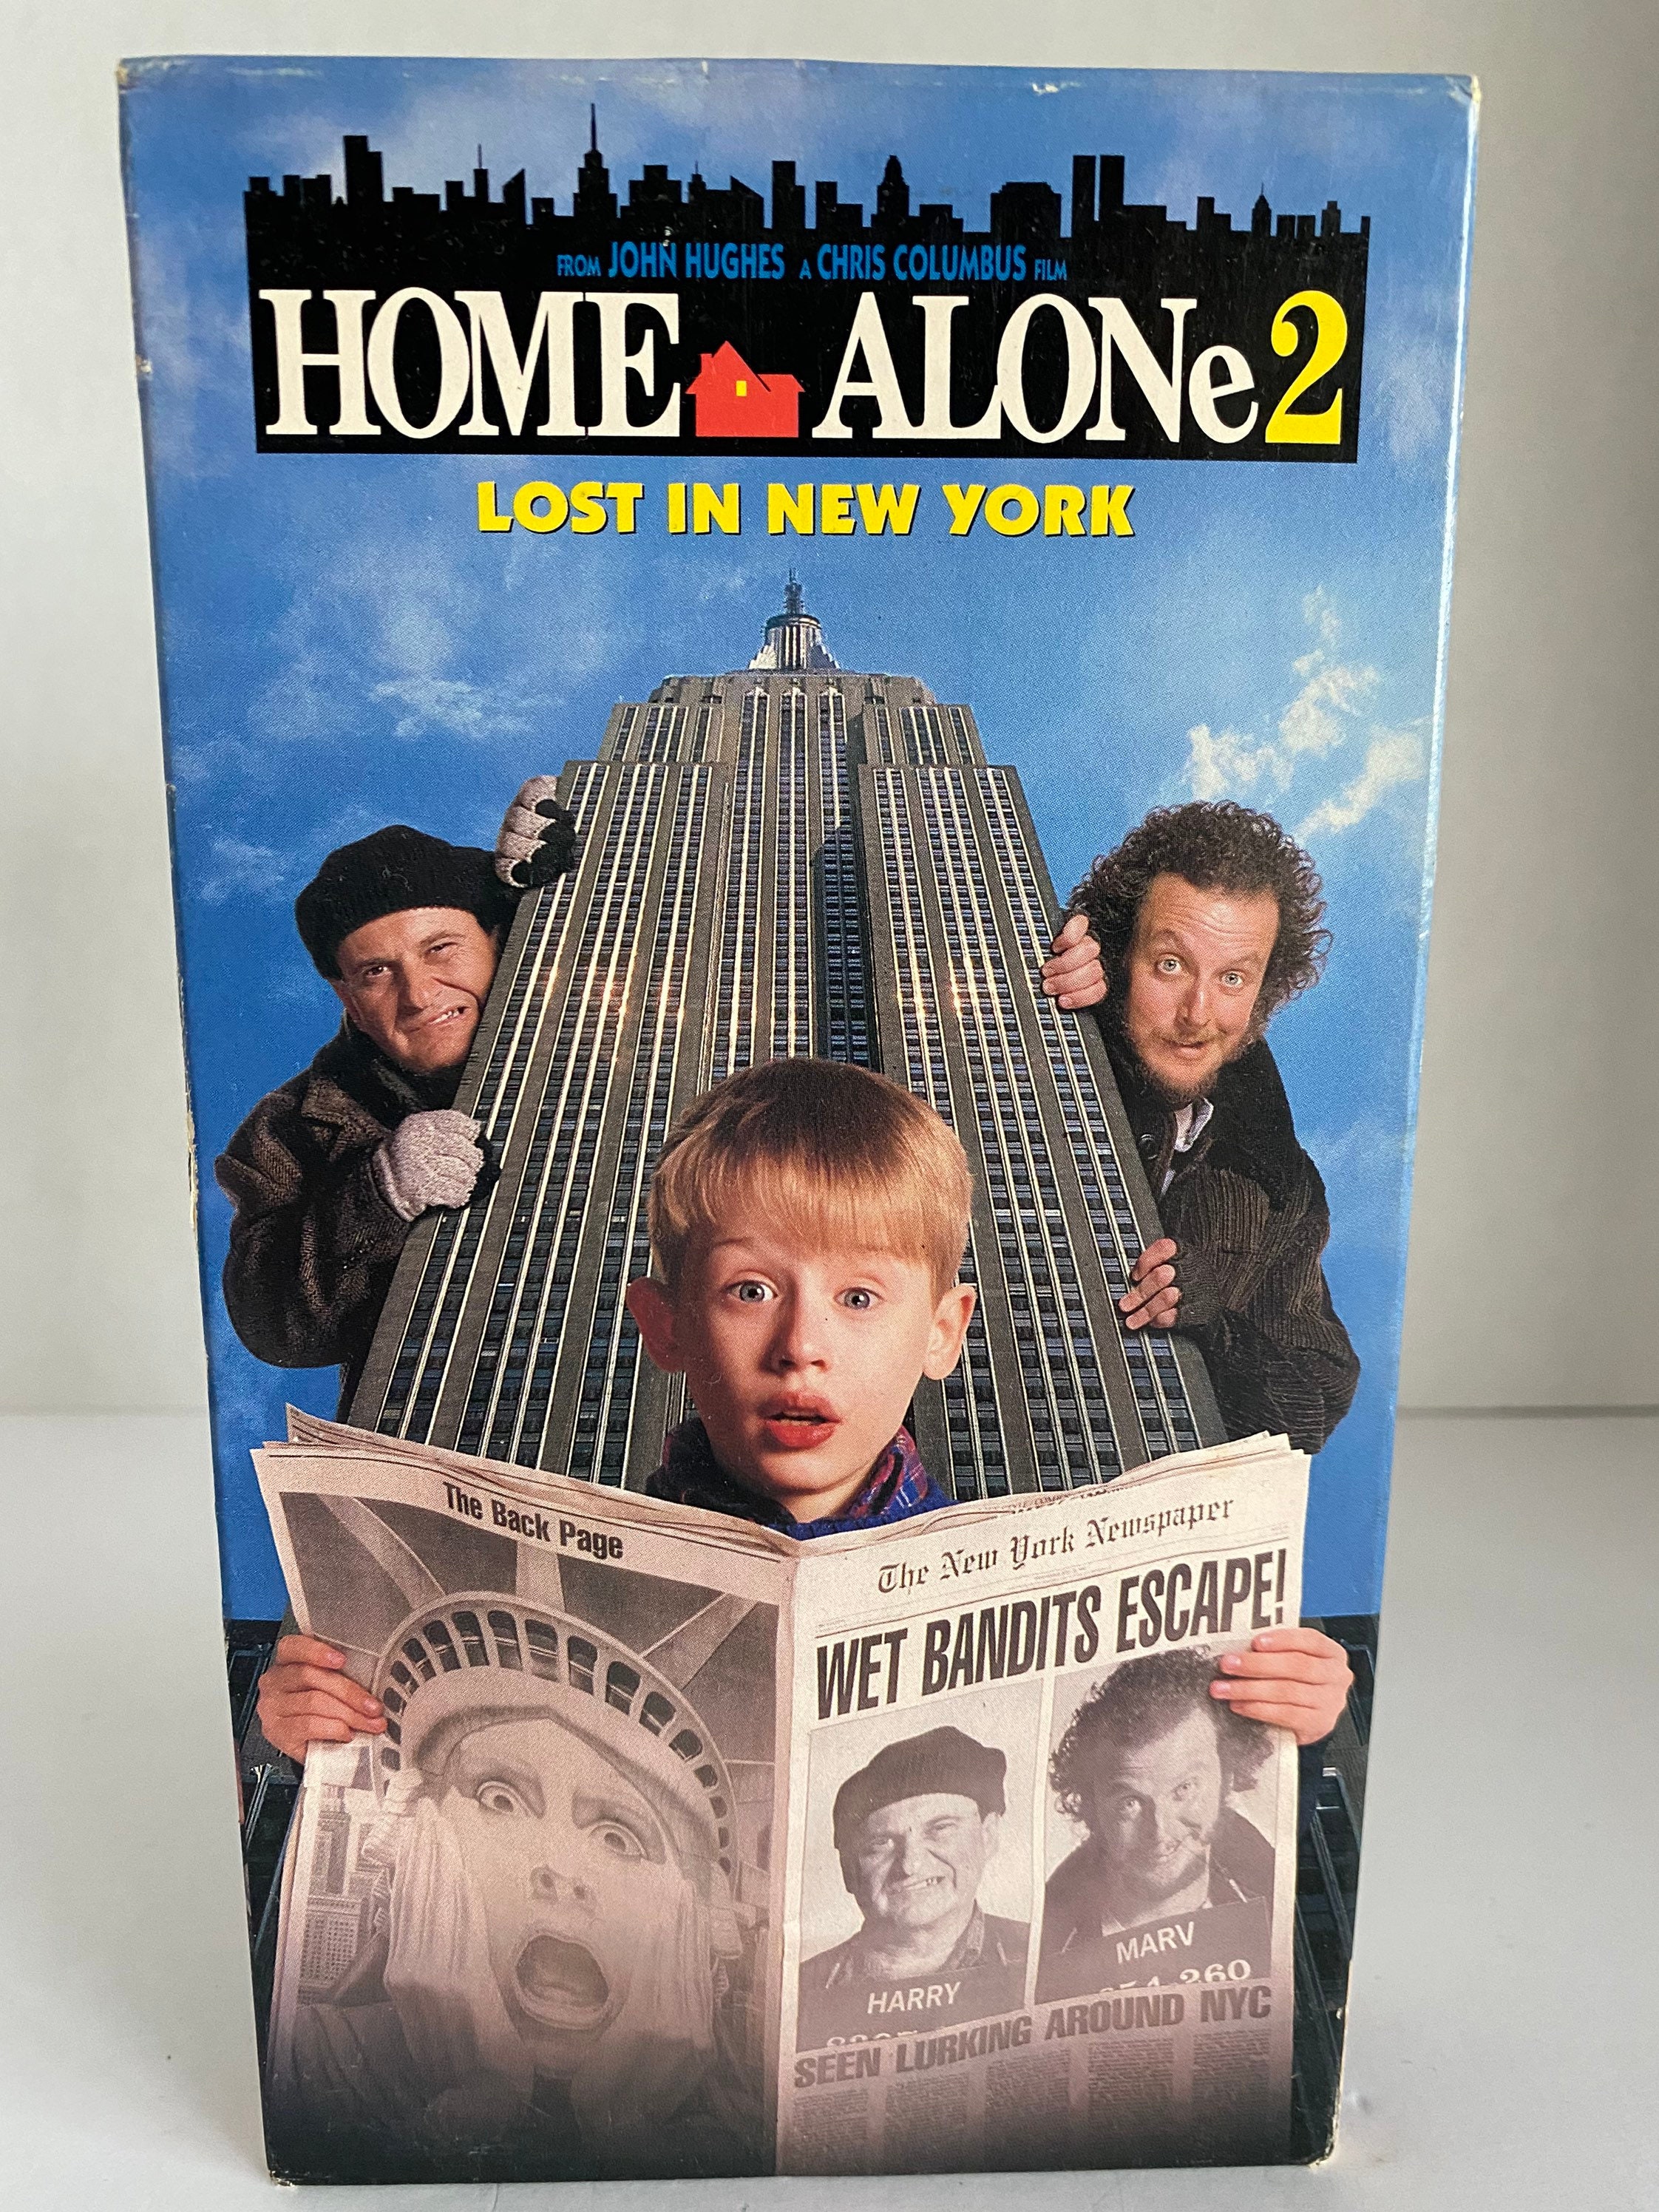 FROM JOHN HUGHES A CHRIS COLUMBUS FILM
HOME ALONe 2
LOST IN NEW YORK
The Back Page
The New York Newspaper
WET BANDITS ESCAPE!
HARRY
MARV
SEEN LURKING AROUND NYC